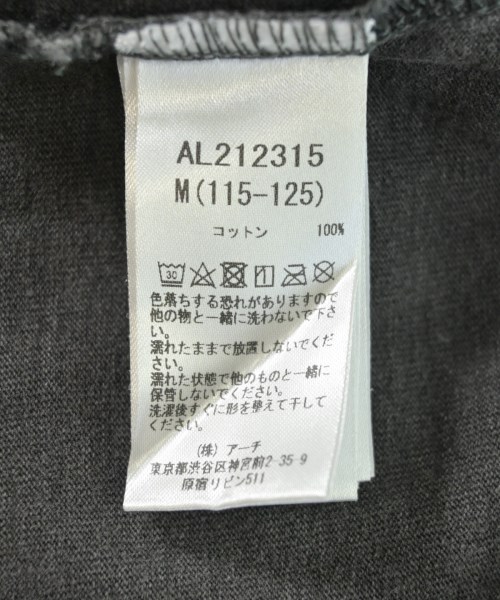 AL212315
M(115-125)
コットン 100%
30
色落ちする恐れがありますので
他の物と一緒に洗わないで下さ
い。
濡れたままで放置しないでくだ
さい。
濡れた状態で他のものと一緒に
保管しないでください。
洗濯後すぐに形を整えて干して
ください。
(株) アーチ
東京都渋谷区神宮前2-35-9
原宿リビン511